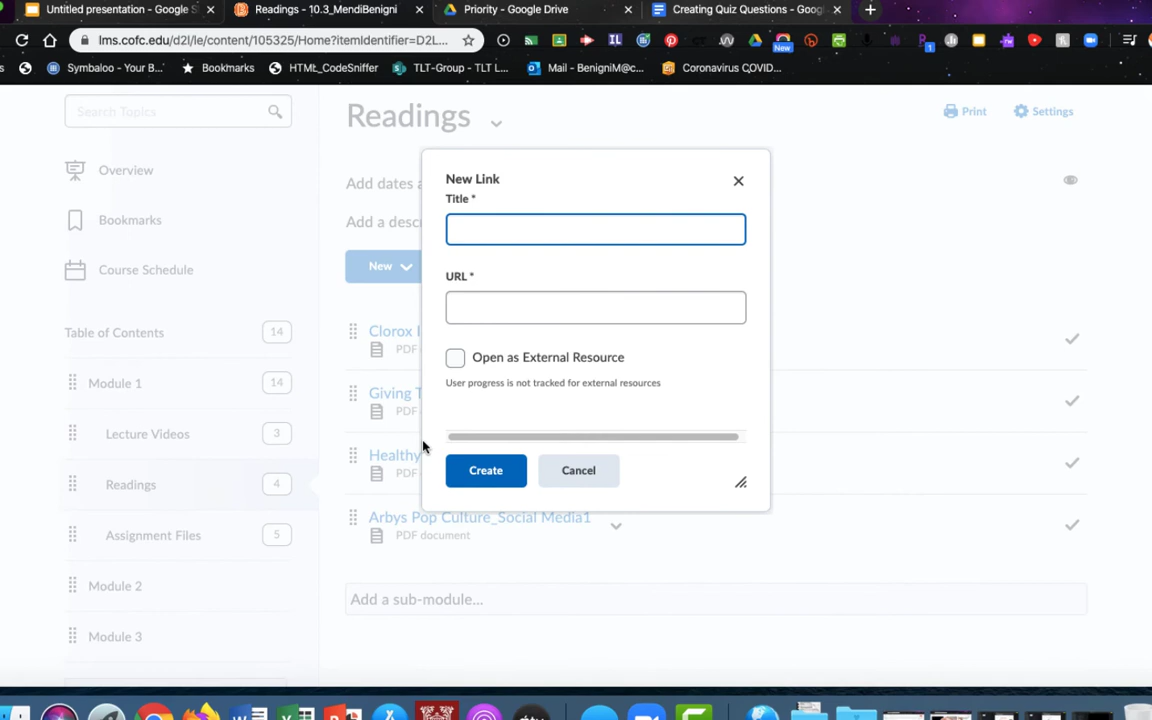 Untitled presentation - Google S
Readings - 10.3_MendiBenigni
Priority - Google Drive
Creating Quiz Questions - Goog
lms.cofc.edu/d2l/le/content/105325/Home?itemIdentifier=D2L...
New
1
s
Symbaloo - Your B...
Bookmarks
HTML_CodeSniffer
TLT-Group - TLT L...
Mail - BenigniM@c...
Coronavirus COVID...
Search Topics
Readings
Print
Settings
Overview
Bookmarks
Course Schedule
Table of Contents
14
Module 1
14
Lecture Videos
3
Readings
4
Assignment Files
5
Module 2
Module 3
Add dates a
Add a desc
New
New Link
Title *
URL *
Open as External Resource
User progress is not tracked for external resources
Create
Cancel
Clorox I
PDF
Giving T
PDF
Healthy
PDF
Arbys Pop Culture_Social Media1
PDF document
Add a sub-module...